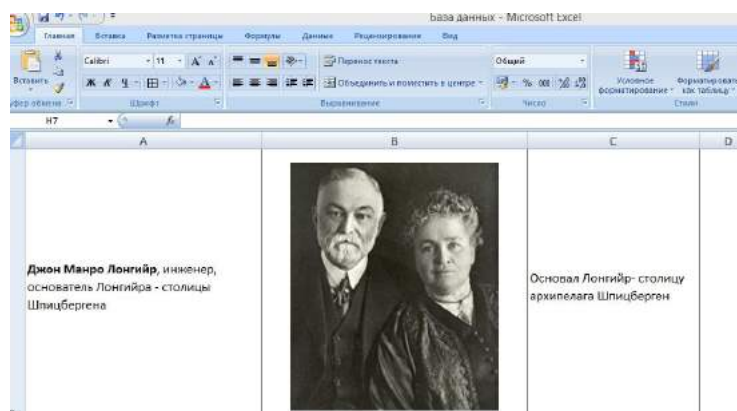 База данных - Microsoft Excel
Главная Вставка Разметка страницы Формулы Данные Рецензирование Вид
Calibri 11 А А Перенос текста Общий
Вставить Ж К Ч Объединить и поместить в центре % 000 Условное форматирование Форматировать как таблицу
Шрифт Выравнивание Число Стили
H7 fx
A B C D
Джон Манро Лонгийр, инженер,
основатель Лонгийра - столицы
Шпицбергена
Основал Лонгийр- столицу
архипелага Шпицберген